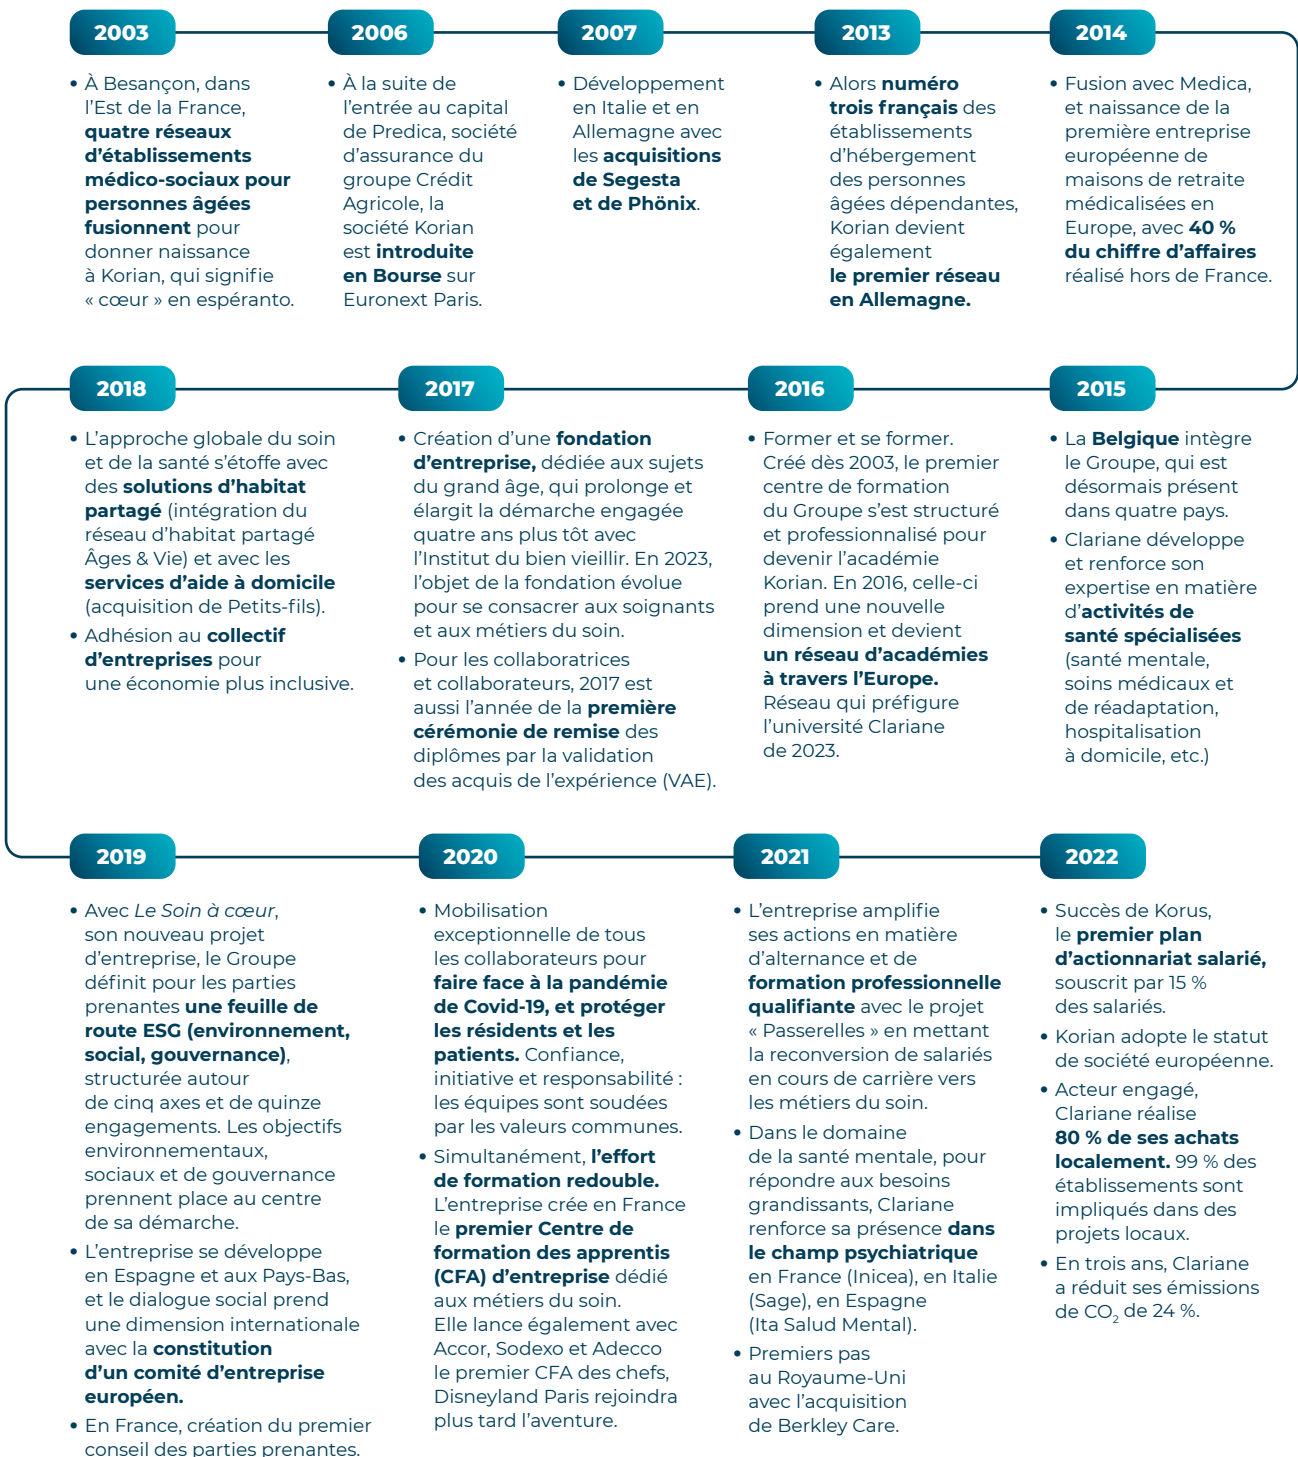 2003
• À Besançon, dans
l'Est de la France,
quatre réseaux
d'établissements
médico-sociaux pour
personnes âgées
fusionnent pour
donner naissance
à Korian, qui signifie
« cœur » en espéranto.
2006
• À la suite de
l'entrée au capital
de Predica, société
d'assurance du
groupe Crédit
Agricole, la
société Korian
est introduite
en Bourse sur
Euronext Paris.
2007
• Développement
en Italie et en
Allemagne avec
les acquisitions
de Segesta
et de Phönix.
2013
• Alors numéro
trois français des
établissements
d'hébergement
des personnes
âgées dépendantes,
Korian devient
également
le premier réseau
en Allemagne.
2014
• Fusion avec Medica,
et naissance de la
première entreprise
européenne de
maisons de retraite
médicalisées en
Europe, avec 40 %
du chiffre d'affaires
réalisé hors de France.
2015
• La Belgique intègre
le Groupe, qui est
désormais présent
dans quatre pays.
• Clariane développe
et renforce son
expertise en matière
d'activités de
santé spécialisées
(santé mentale,
soins médicaux et
de réadaptation,
hospitalisation
à domicile, etc.)
2016
• Former et se former.
Créé dès 2003, le premier
centre de formation
du Groupe s'est structuré
et professionnalisé pour
devenir l'académie
Korian. En 2016, celle-ci
prend une nouvelle
dimension et devient
un réseau d'académies
à travers l'Europe.
Réseau qui préfigure
l'université Clariane
de 2023.
2017
• Création d'une fondation
d'entreprise, dédiée aux sujets
du grand âge, qui prolonge et
élargit la démarche engagée
quatre ans plus tôt avec
l'Institut du bien vieillir. En 2023,
l'objet de la fondation évolue
pour se consacrer aux soignants
et aux métiers du soin.
• Pour les collaboratrices
et collaborateurs, 2017 est
aussi l'année de la première
cérémonie de remise des
diplômes par la validation
des acquis de l'expérience (VAE).
2018
• L'approche globale du soin
et de la santé s'étoffe avec
des solutions d'habitat
partagé (intégration du
réseau d'habitat partagé
Âges & Vie) et avec les
services d'aide à domicile
(acquisition de Petits-fils).
• Adhésion au collectif
d'entreprises pour
une économie plus inclusive.
2019
• Avec Le Soin à cœur,
son nouveau projet
d'entreprise, le Groupe
définit pour les parties
prenantes une feuille de
route ESG (environnement,
social, gouvernance),
structurée autour
de cinq axes et de quinze
engagements. Les objectifs
environnementaux,
sociaux et de gouvernance
prennent place au centre
de sa démarche.
• L'entreprise se développe
en Espagne et aux Pays-Bas,
et le dialogue social prend
une dimension internationale
avec la constitution
d'un comité d'entreprise
européen.
• En France, création du premier
conseil des parties prenantes.
2020
• Mobilisation
exceptionnelle de tous
les collaborateurs pour
faire face à la pandémie
de Covid-19, et protéger
les résidents et les
patients. Confiance,
initiative et responsabilité :
les équipes sont soudées
par les valeurs communes.
• Simultanément, l'effort
de formation redouble.
L'entreprise crée en France
le premier Centre de
formation des apprentis
(CFA) d'entreprise dédié
aux métiers du soin.
Elle lance également avec
Accor, Sodexo et Adecco
le premier CFA des chefs,
Disneyland Paris rejoindra
plus tard l'aventure.
2021
• L'entreprise amplifie
ses actions en matière
d'alternance et de
formation professionnelle
qualifiante avec le projet
« Passerelles » en mettant
la reconversion de salariés
en cours de carrière vers
les métiers du soin.
• Dans le domaine
de la santé mentale, pour
répondre aux besoins
grandissants, Clariane
renforce sa présence dans
le champ psychiatrique
en France (Inicea), en Italie
(Sage), en Espagne
(Ita Salud Mental).
• Premiers pas
au Royaume-Uni
avec l'acquisition
de Berkley Care.
2022
• Succès de Korus,
le premier plan
d'actionnariat salarié,
souscrit par 15 %
des salariés.
• Korian adopte le statut
de société européenne.
• Acteur engagé,
Clariane réalise
80 % de ses achats
localement. 99 % des
établissements sont
impliqués dans des
projets locaux.
• En trois ans, Clariane
a réduit ses émissions
de CO₂ de 24 %.